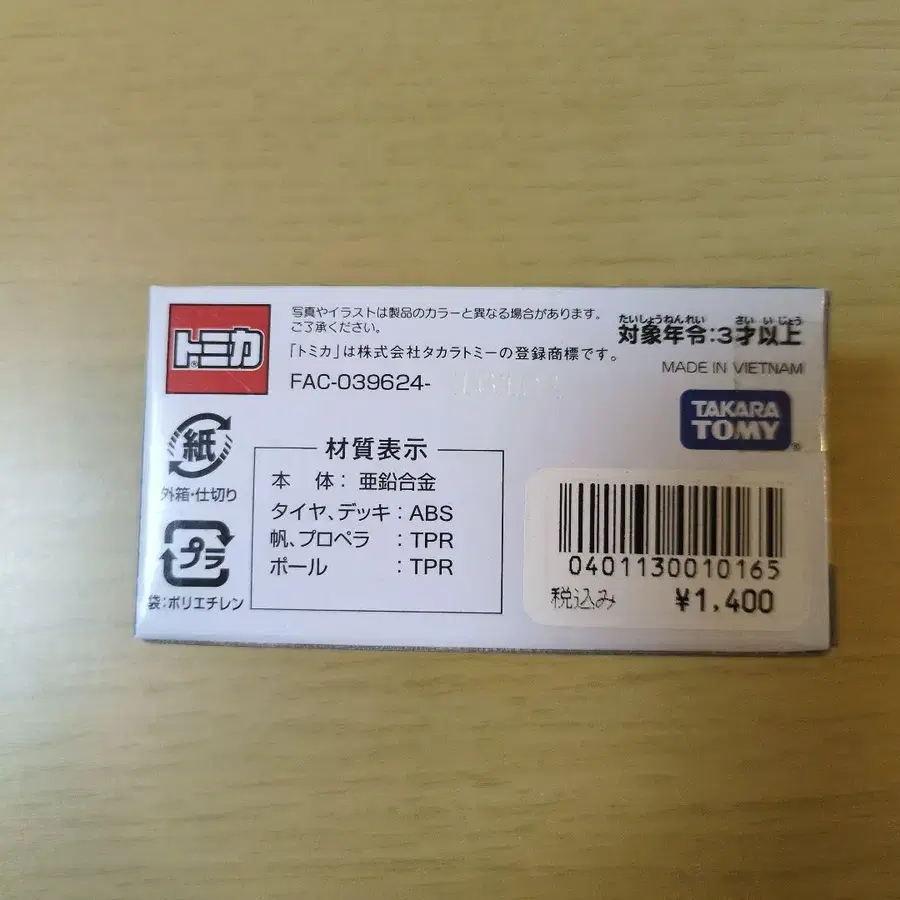 トミカ
写真やイラストは製品のカラーと異なる場合があります。
ご了承ください。
「トミカ」は株式会社タカラトミーの登録商標です。
FAC-039624-
たいしょうねんれい さい いじょう
対象年令:3才以上
MADE IN VIETNAM
TAKARA
TOMY
紙
外箱・仕切り
プラ
袋:ポリエチレン
材質表示
本 体: 亜鉛合金
タイヤ、デッキ : ABS
帆、プロペラ : TPR
ポール : TPR
0401130010165
税込み ¥1,400